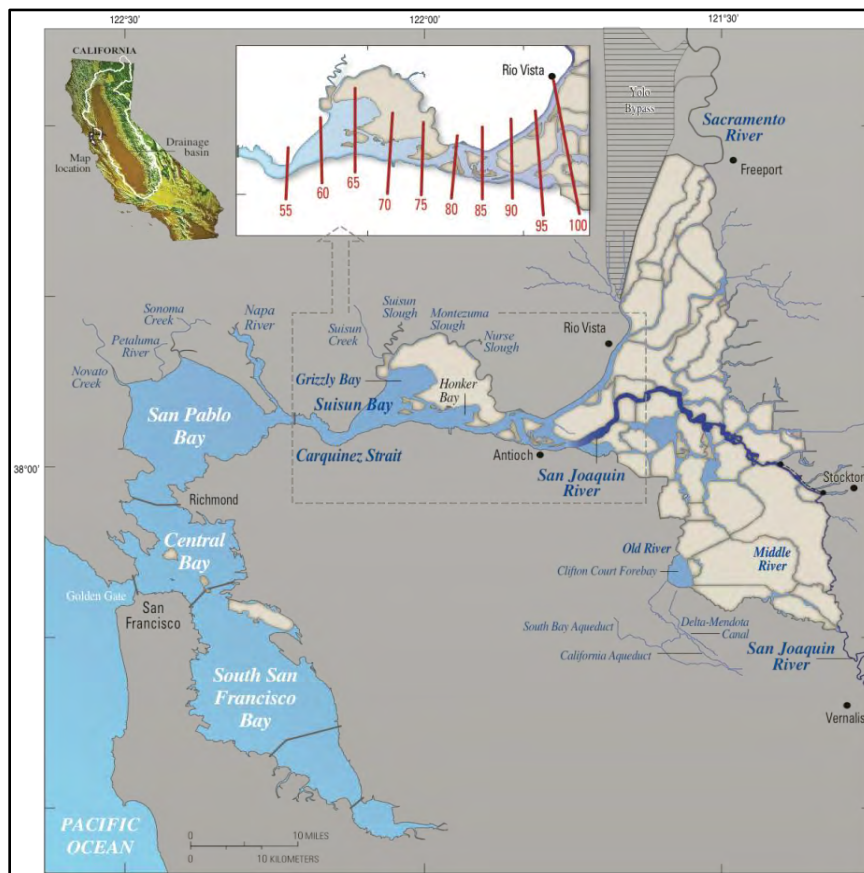 122°30'
122°00'
121°30'
CALIFORNIA
Map
location
Drainage
basin
Rio Vista
55
60
65
70
75
80
85
90
95
100
Yolo
Bypass
Sacramento
River
Freeport
Sonoma
Creek
Petaluma
River
Novato
Creek
Napa
River
Suisun
Creek
Suisun
Slough
Montezuma
Slough
Nurse
Slough
Rio Vista
Grizzly Bay
Suisun Bay
Honker
Bay
San Pablo
Bay
Carquinez Strait
Antioch
San Joaquin
River
Stockton
38°00'
Richmond
Central
Bay
Golden Gate
San
Francisco
Old River
Clifton Court Forebay
Middle
River
South Bay Aqueduct
Delta-Mendota
Canal
California Aqueduct
San Joaquin
River
Vernalis
South San
Francisco
Bay
PACIFIC
OCEAN
0 10 MILES
0 10 KILOMETERS